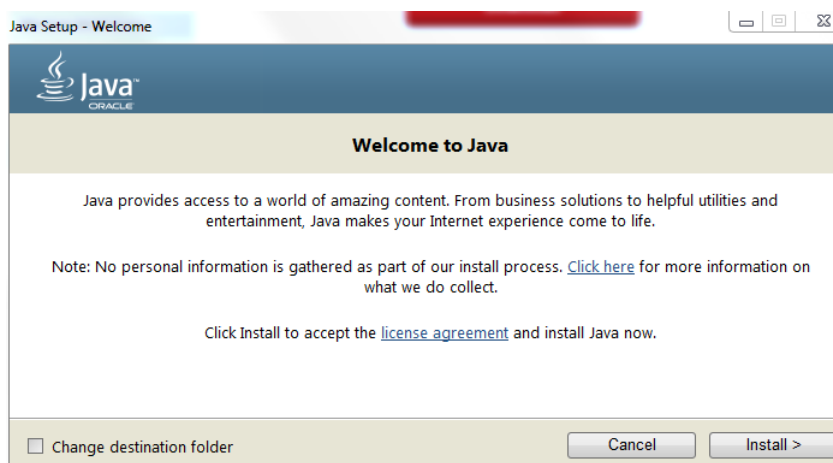 Java Setup - Welcome
Java™
ORACLE
Welcome to Java
Java provides access to a world of amazing content. From business solutions to helpful utilities and
entertainment, Java makes your Internet experience come to life.
Note: No personal information is gathered as part of our install process. Click here for more information on
what we do collect.
Click Install to accept the license agreement and install Java now.
Change destination folder
Cancel
Install >